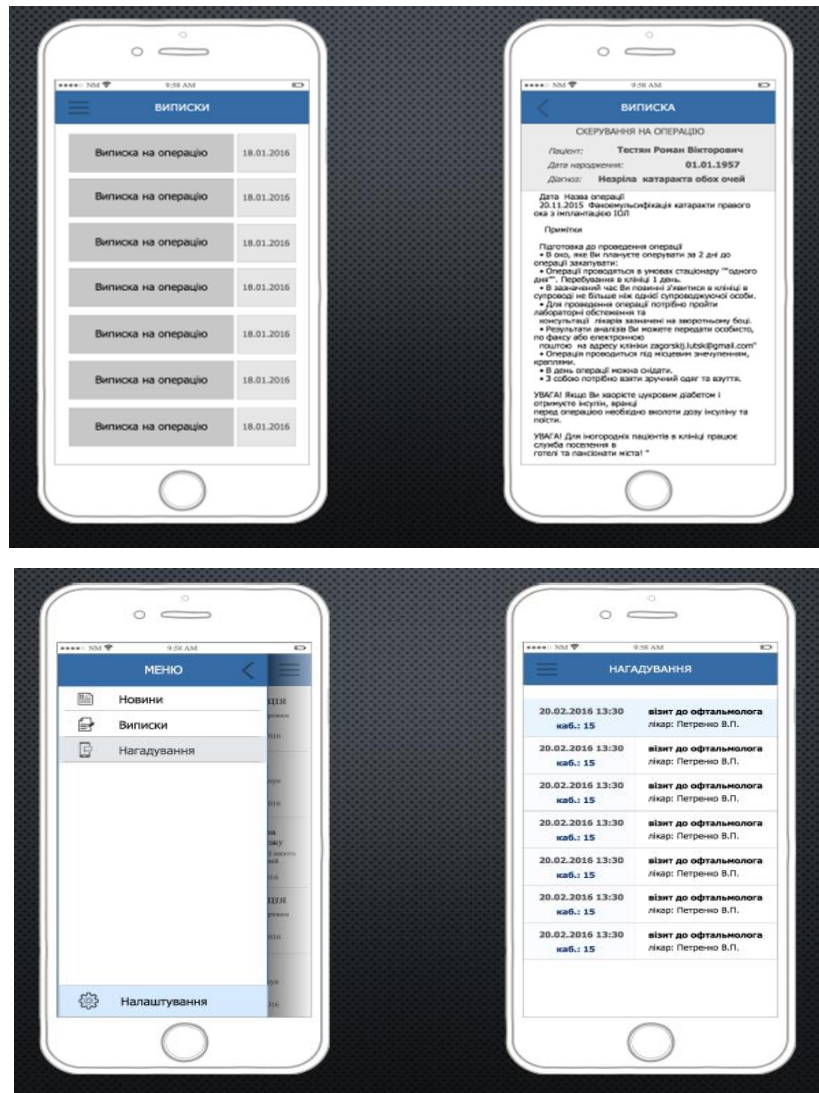 NM 9:58 AM
ВИПИСКИ
Виписка на операцію 18.01.2016
Виписка на операцію 18.01.2016
Виписка на операцію 18.01.2016
Виписка на операцію 18.01.2016
Виписка на операцію 18.01.2016
Виписка на операцію 18.01.2016
Виписка на операцію 18.01.2016
NM 9:58 AM
ВИПИСКА
СКЕРУВАННЯ НА ОПЕРАЦІЮ
Пацієнт: Тестян Роман Вікторович
Дата народження: 01.01.1957
Діагноз: Незріла катаракта обох очей
Дата Назва операції
20.11.2015 Факоемульсифікація катаракти правого
ока з імплантацією ІОЛ
Примітки
Підготовка до проведення операції
• В око, яке Ви плануєте оперувати за 2 дні до
операції закапувати:
• Операції проводяться в умовах стаціонару ""одного
дня"". Перебування в клініці 1 день.
• В зазначений час Ви повинні з'явитися в клініці в
супроводі не більше ніж однієї супроводжуючої особи.
• Для проведення операції потрібно пройти
лабораторні обстеження та
консультації лікарів зазначені на зворотньому боці.
• Результати аналізів Ви можете передати особисто,
по факсу або електронною
поштою на адресу клініки zagorskij.lutsk@gmail.com"
• Операція проводиться під місцевим знечуленням,
краплями.
• В день операції можна снідати.
• З собою потрібно взяти зручний одяг та взуття.
УВАГА! Якщо Ви хворієте цукровим діабетом і
отримуєте інсулін, вранці
перед операцією необхідно вколоти дозу інсуліну та
поїсти.
УВАГА! Для іногородніх пацієнтів в клініці працює
служба поселення в
готелі та пансіонати міста! "
NM 9:58 AM
МЕНЮ
Новини
Виписки
Нагадування
Налаштування
NM 9:58 AM
НАГАДУВАННЯ
20.02.2016 13:30 візит до офтальмолога
каб.: 15 лікар: Петренко В.П.
20.02.2016 13:30 візит до офтальмолога
каб.: 15 лікар: Петренко В.П.
20.02.2016 13:30 візит до офтальмолога
каб.: 15 лікар: Петренко В.П.
20.02.2016 13:30 візит до офтальмолога
каб.: 15 лікар: Петренко В.П.
20.02.2016 13:30 візит до офтальмолога
каб.: 15 лікар: Петренко В.П.
20.02.2016 13:30 візит до офтальмолога
каб.: 15 лікар: Петренко В.П.
20.02.2016 13:30 візит до офтальмолога
каб.: 15 лікар: Петренко В.П.